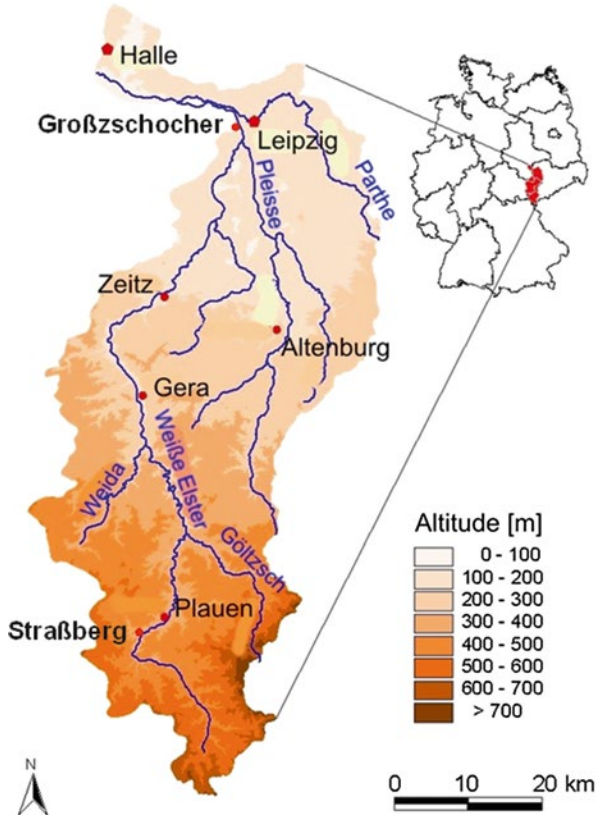 Halle
Großzschocher
Leipzig
Pleisse
Parthe
Zeitz
Altenburg
Gera
Weiße Elster
Weida
Göltzsch
Plauen
Straßberg
Altitude [m]
0 - 100
100 - 200
200 - 300
300 - 400
400 - 500
500 - 600
600 - 700
> 700
N
0 10 20 km